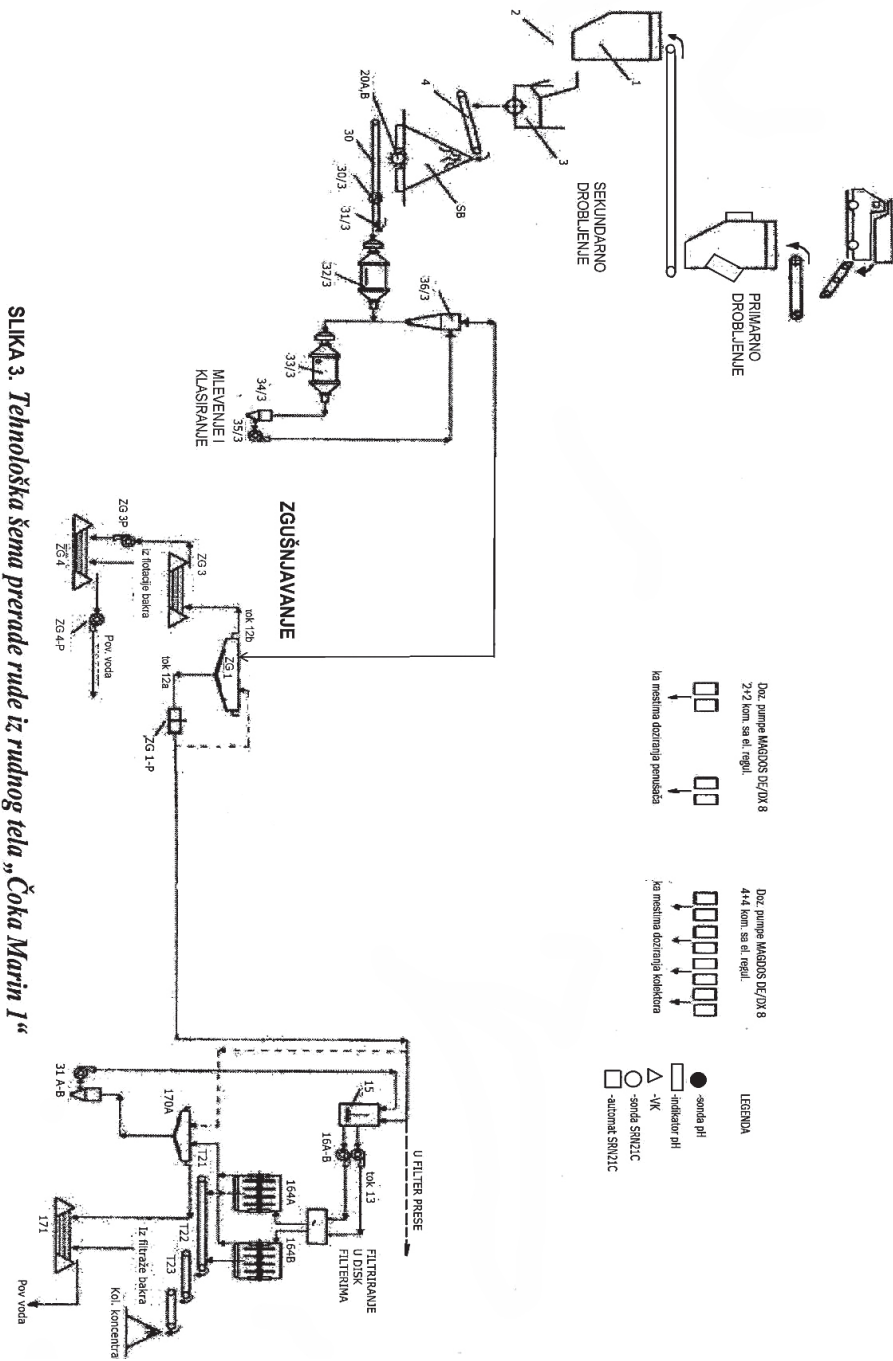 PRIMARNO
DROBLJENJE
SEKUNDARNO
DROBLJENJE
1
2
3
4
SB
20A,B
30
30/3
31/3
32/3
36/3
33/3
34/3
35/3
MLEVENJE I
KLASIRANJE
ZGUŠNJAVANJE
ZG 1
tok 12b
tok 12a
ZG 1-P
ZG 3
ZG 3P
iz flotacije bakra
ZG 4
ZG 4-P
Pov. voda
Doz. pumpe MAGDOS DE/DX 8
2+2 kom. sa el. regul.
ka mestima doziranja penušača
Doz. pumpe MAGDOS DE/DX 8
4+4 kom. sa el. regul.
ka mestima doziranja kolektora
LEGENDA
-sonda pH
-indikator pH
-VK
-sonda SRN21C
-automat SRN21C
U FILTER PRESE
15
16A-B
tok 13
FILTRIRANJE
U DISK
FILTERIMA
164A
164B
31 A-B
170A
T21
T22
T23
171
Iz filtraže bakra
Kol. koncentra
Pov voda
SLIKA 3. Tehnološka šema prerade rude iz rudnog tela „Čoka Marin 1“